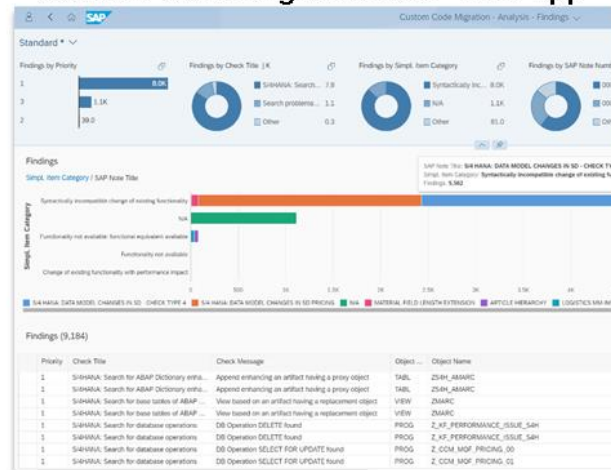 SAP
Custom Code Migration - Analysis - Findings
Standard *
Findings by Priority
1 8.0K
3 1.1K
2 39.0
Findings by Check Title | K
S/4HANA: Search... 7.8
Search problema... 1.1
Other 0.3
Findings by Simpl. Item Category
Syntactically inc... 8.0K
N/A 1.1K
Other 81.0
Findings by SAP Note Numb
Findings
Simpl. Item Category / SAP Note Title
SAP Note Title: S/4 HANA: DATA MODEL CHANGES IN SD - CHECK TY
Simpl. Item Category: Syntactically incompatible change of existing fu
Findings: 5,562
Simpl. Item Category
Syntactically incompatible change of existing functionality
N/A
Functionality not available: functional equivalent available
Functionality not available
Change of existing functionality with performance impact
0 500 1K 1.5K 2K 2.5K 3K 3.5K 4K
S/4 HANA: DATA MODEL CHANGES IN SD - CHECK TYPE 4 S/4 HANA: DATA MODEL CHANGES IN SD PRICING N/A MATERIAL FIELD LENGTH EXTENSION ARTICLE HIERARCHY LOGISTICS MM-IM
Findings (9,184)
Priority Check Title Check Message Object ... Object Name
1 S/4HANA: Search for ABAP Dictionary enha... Append enhancing an artifact having a proxy object TABL ZS4H_AMARC
1 S/4HANA: Search for ABAP Dictionary enha... Append enhancing an artifact having a proxy object TABL ZS4H_AMARC
1 S/4HANA: Search for base tables of ABAP ... View based on an artifact having a replacement object VIEW ZMARC
1 S/4HANA: Search for base tables of ABAP ... View based on an artifact having a replacement object VIEW ZMARC
1 S/4HANA: Search for database operations DB Operation DELETE found PROG Z_KF_PERFORMANCE_ISSUE_S4H
1 S/4HANA: Search for database operations DB Operation DELETE found PROG Z_KF_PERFORMANCE_ISSUE_S4H
1 S/4HANA: Search for database operations DB Operation SELECT FOR UPDATE found PROG Z_CCM_MQF_PRICING_00
1 S/4HANA: Search for database operations DB Operation SELECT FOR UPDATE found PROG Z_CCM_MQF_PRICING_01